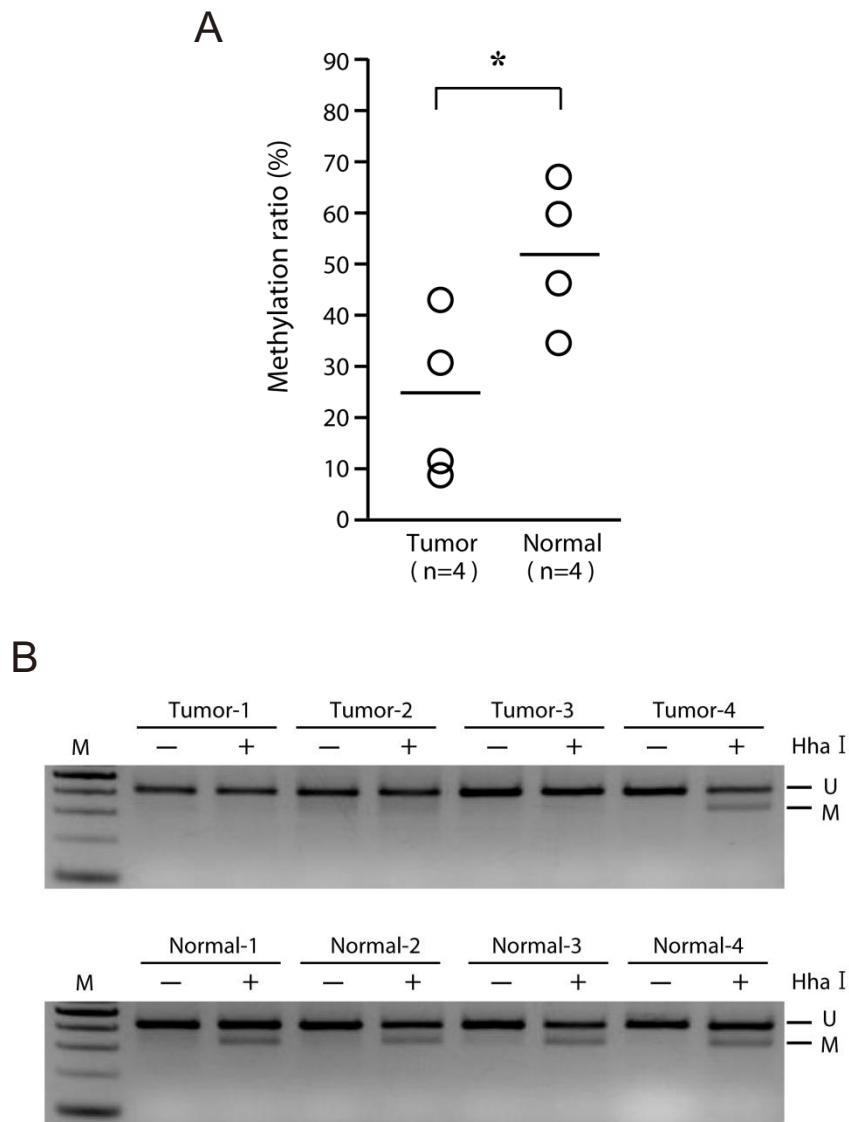 A
*
90
80
70
60
50
40
30
20
10
0
Methylation ratio (%)
Tumor Normal
( n=4 ) ( n=4 )
B
Tumor-1 Tumor-2 Tumor-3 Tumor-4
M — + — + — + — + Hha Ⅰ
U
M
Normal-1 Normal-2 Normal-3 Normal-4
M — + — + — + — + Hha Ⅰ
U
M